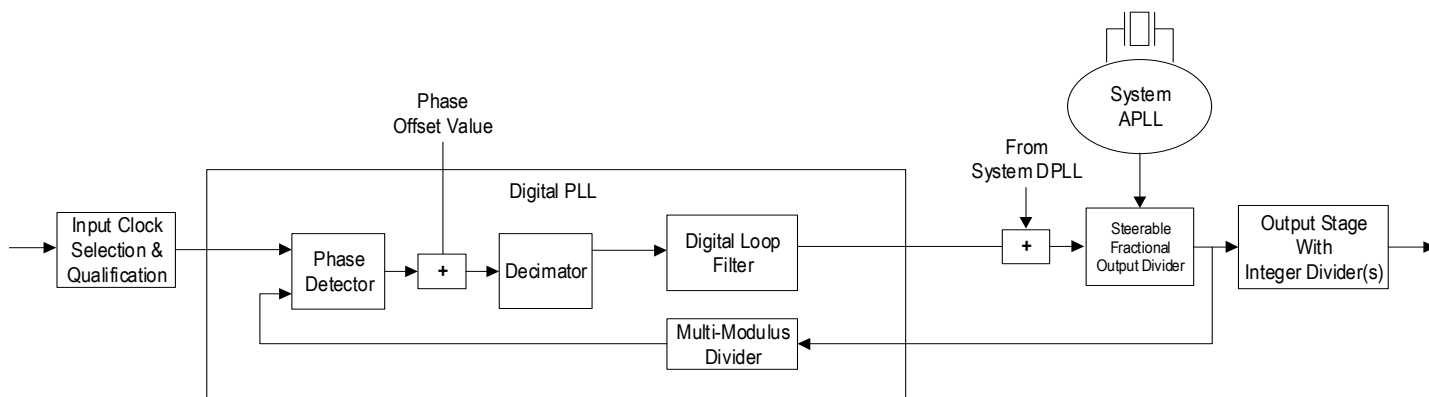 System
APLL
Phase
Offset Value
From
System DPLL
Digital PLL
Input Clock
Selection &
Qualification
Phase
Detector
+
Decimator
Digital Loop
Filter
+
Steerable
Fractional
Output Divider
Output Stage
With
Integer Divider(s)
Multi-Modulus
Divider